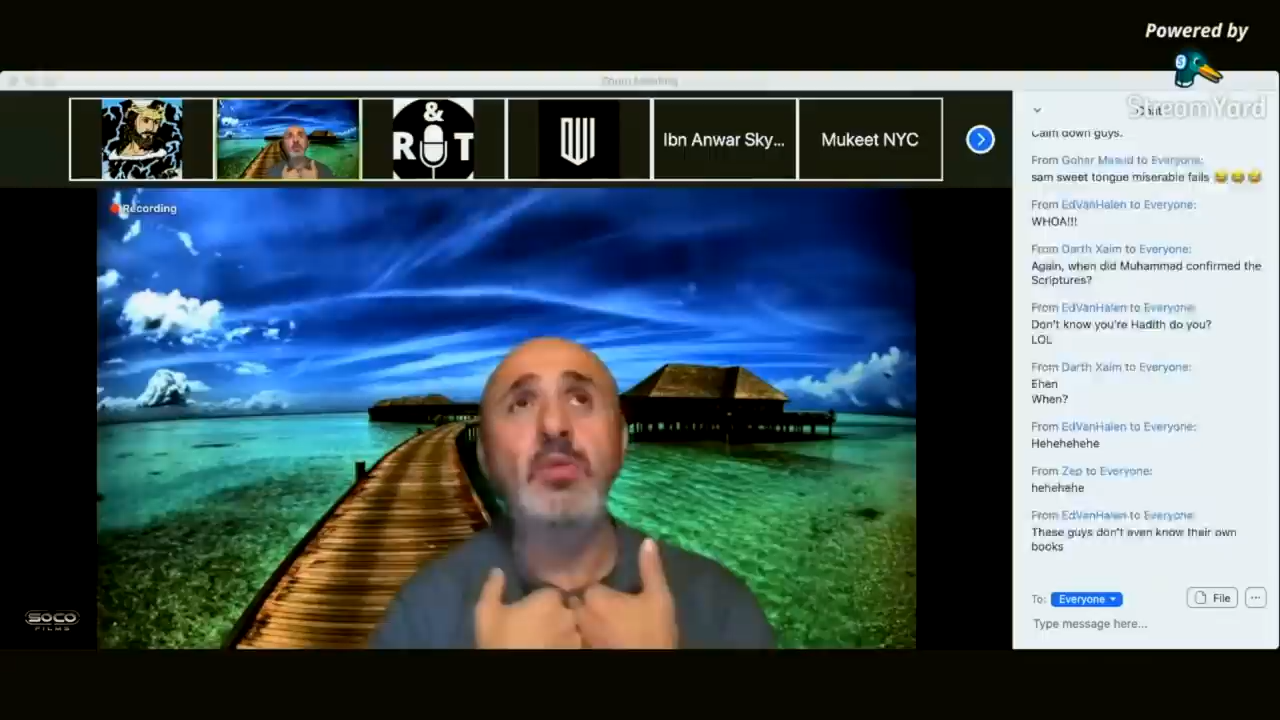 Powered by
StreamYard
Zoom Meeting
&
R T
Ibn Anwar Sky...
Mukeet NYC
Recording
Calm down guys.
From Gohar Masud to Everyone:
sam sweet tongue miserable fails 😂 😂 😂
From EdVanHalen to Everyone:
WHOA!!!
From Darth Xaim to Everyone:
Again, when did Muhammad confirmed the
Scriptures?
From EdVanHalen to Everyone:
Don't know you're Hadith do you?
LOL
From Darth Xaim to Everyone:
Ehen
When?
From EdVanHalen to Everyone:
Hehehehehe
From Zep to Everyone:
hehehehe
From EdVanHalen to Everyone:
These guys don't even know their own
books
To: Everyone
File
...
Type message here...
SOCO
FILMS